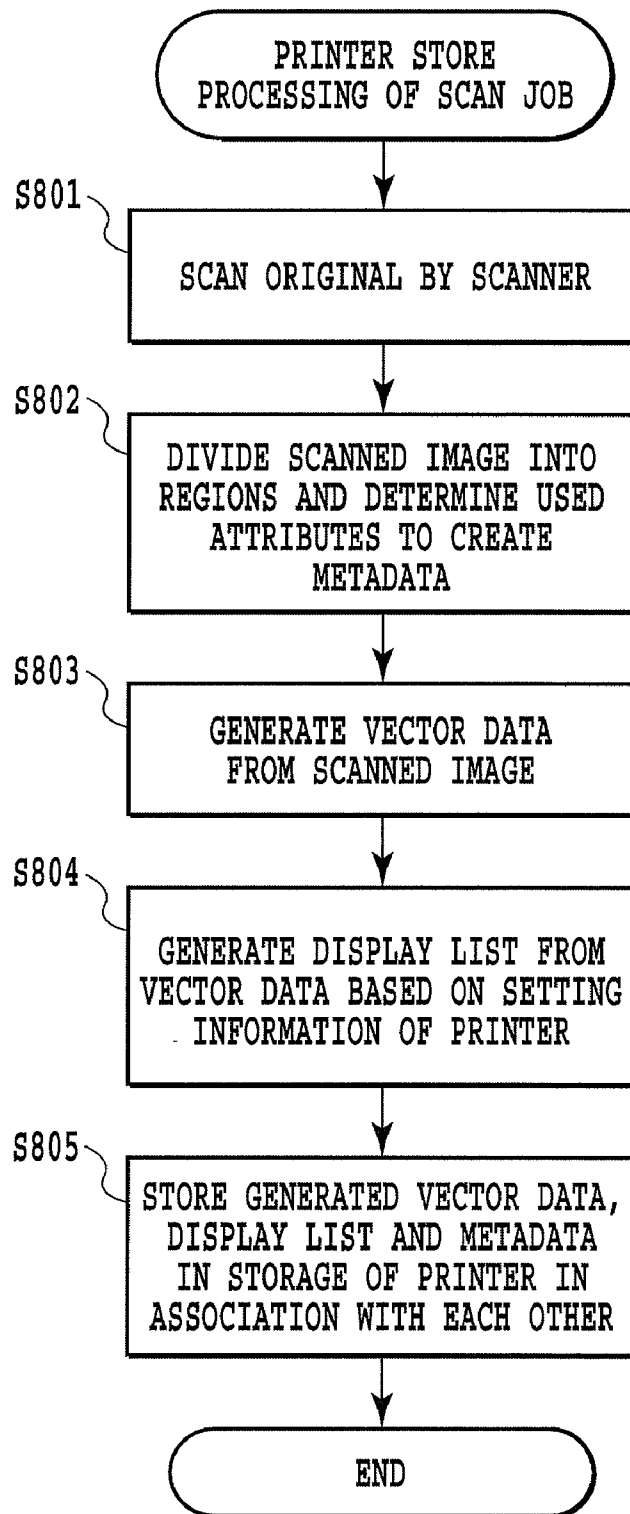 PRINTER STORE
PROCESSING OF SCAN JOB
S801
SCAN ORIGINAL BY SCANNER
S802
DIVIDE SCANNED IMAGE INTO
REGIONS AND DETERMINE USED
ATTRIBUTES TO CREATE
METADATA
S803
GENERATE VECTOR DATA
FROM SCANNED IMAGE
S804
GENERATE DISPLAY LIST FROM
VECTOR DATA BASED ON SETTING
INFORMATION OF PRINTER
S805
STORE GENERATED VECTOR DATA,
DISPLAY LIST AND METADATA
IN STORAGE OF PRINTER IN
ASSOCIATION WITH EACH OTHER
END